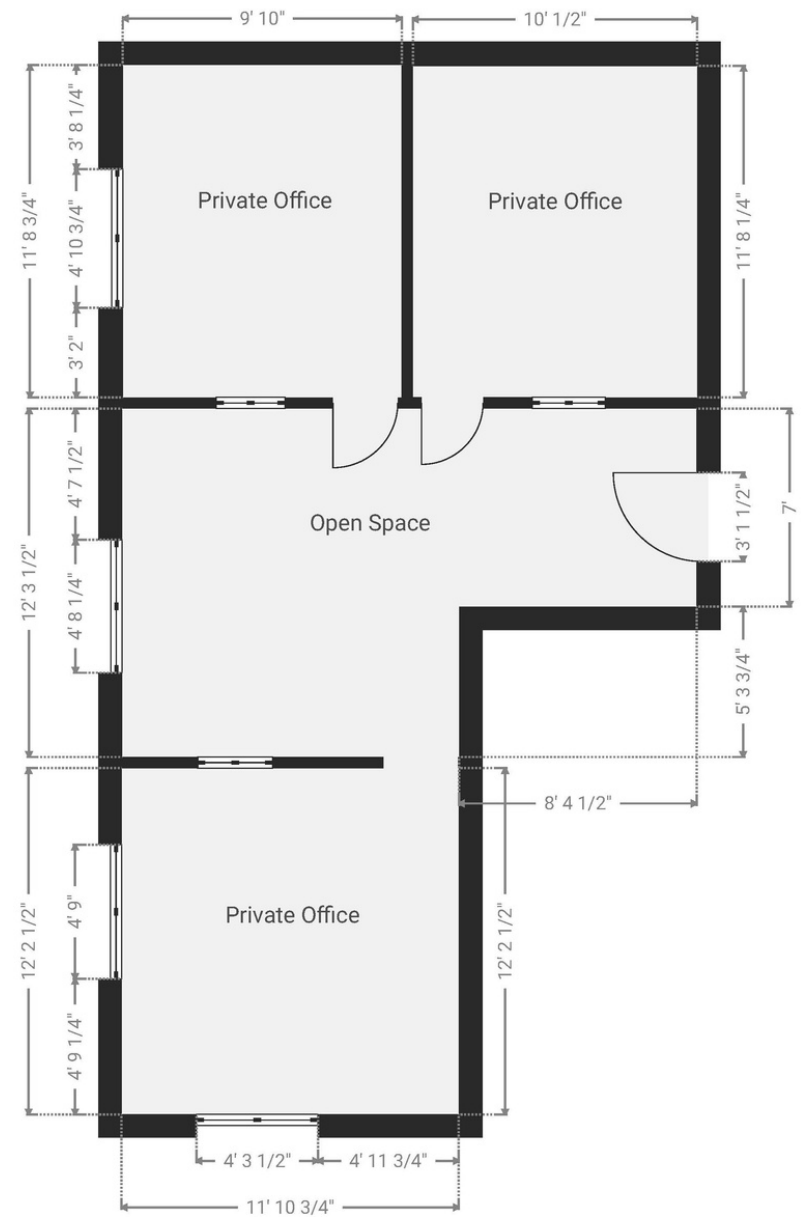 9' 10"
10' 1/2"
3' 8 1/4"
11' 8 3/4"
4' 10 3/4"
3' 2"
Private Office
Private Office
11' 8 1/4"
4' 7 1/2"
12' 3 1/2"
4' 8 1/4"
Open Space
3' 1 1/2"
7'
5' 3 3/4"
8' 4 1/2"
12' 2 1/2"
4' 9"
4' 9 1/4"
Private Office
12' 2 1/2"
4' 3 1/2"
4' 11 3/4"
11' 10 3/4"